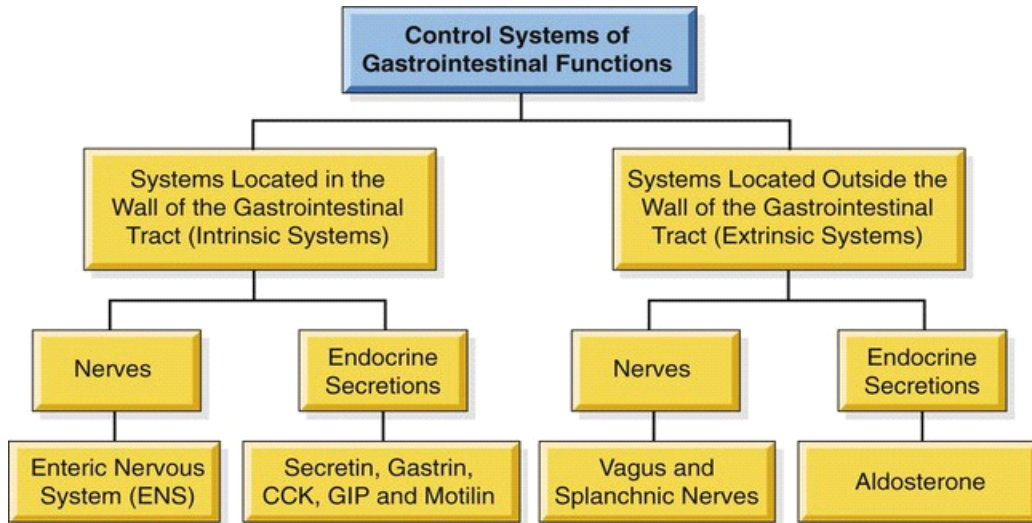 Control Systems of
Gastrointestinal Functions
Systems Located in the
Wall of the Gastrointestinal
Tract (Intrinsic Systems)
Systems Located Outside the
Wall of the Gastrointestinal
Tract (Extrinsic Systems)
Nerves
Endocrine
Secretions
Nerves
Endocrine
Secretions
Enteric Nervous
System (ENS)
Secretin, Gastrin,
CCK, GIP and Motilin
Vagus and
Splanchnic Nerves
Aldosterone